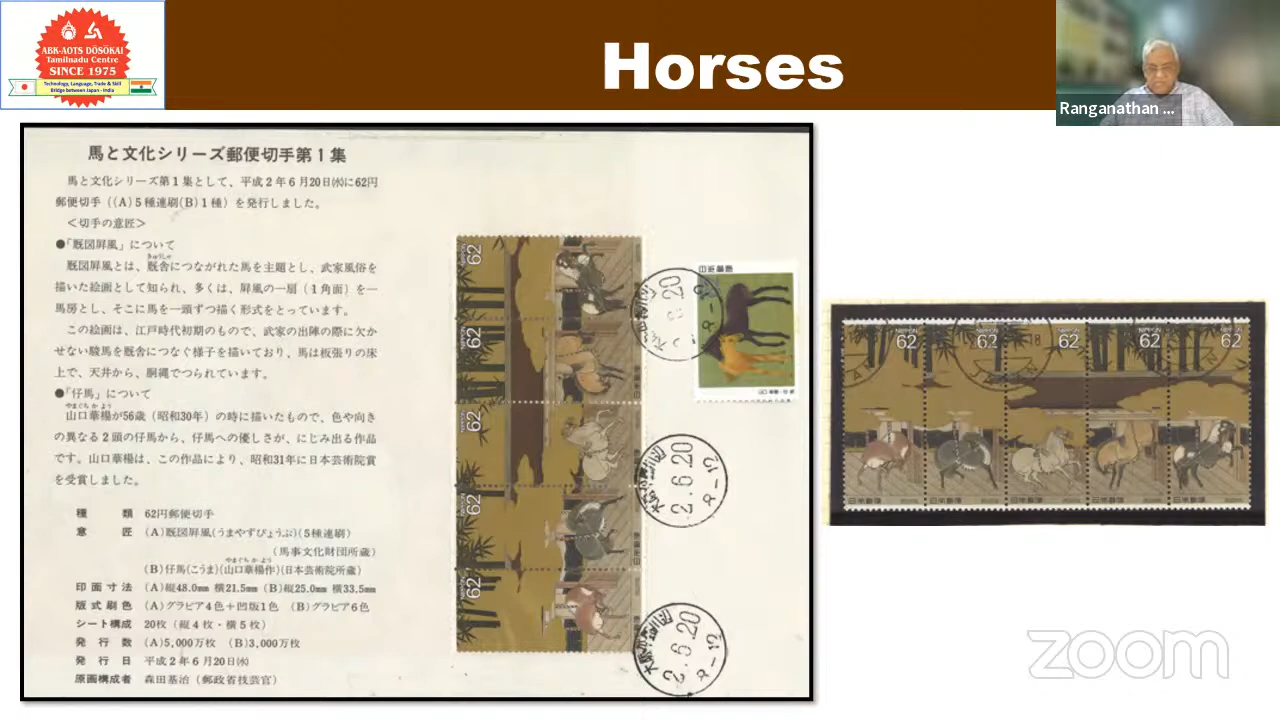 ABK-AOTS DŌSŌKAI
Tamilnadu Centre
SINCE 1975
Technology, Language, Trade & Skill
Bridge between Japan - India
Horses
Ranganathan ...
馬と文化シリーズ郵便切手第1集
馬と文化シリーズ第1集として、平成2年6月20日㈬に62円
郵便切手((A)5種連刷(B)1種)を発行しました。
<切手の意匠>
●「厩図屏風」について
きゅうしゃ
厩図屏風とは、厩舎につながれた馬を主題とし、武家風俗を
描いた絵画として知られ、多くは、屏風の一扇(1角面)を一
馬房とし、そこに馬を一頭ずつ描く形式をとっています。
この絵画は、江戸時代初期のもので、武家の出陣の際に欠か
せない駿馬を厩舎につなぐ様子を描いており、馬は板張りの床
上で、天井から、胴縄でつられています。
●「仔馬」について
やまぐち か よう
山口華楊が56歳(昭和30年)の時に描いたもので、色や向き
の異なる2頭の仔馬から、仔馬への優しさが、にじみ出る作品
です。山口華楊は、この作品により、昭和31年に日本芸術院賞
を受賞しました。
種類 62円郵便切手
意匠 (A)厩図屏風(うまやずびょうぶ)(5種連刷)
(馬事文化財団所蔵)
やまぐち か よう
(B)仔馬(こうま)(山口華楊作)(日本芸術院所蔵)
印面寸法 (A)縦48.0mm 横21.5mm (B)縦25.0mm 横33.5mm
版式刷色 (A)グラビア4色+凹版1色 (B)グラビア6色
シート構成 20枚(縦4枚・横5枚)
発行数 (A)5,000万枚 (B)3,000万枚
発行日 平成2年6月20日㈬
原画構成者 森田基治(郵政省技芸官)
62
62
62
62
62
日本郵便
2.6.20
2.6.20
NIPPON 62
NIPPON 62
NIPPON 62
NIPPON 62
NIPPON 62
日本郵便
日本郵便
日本郵便
日本郵便
日本郵便
zoom